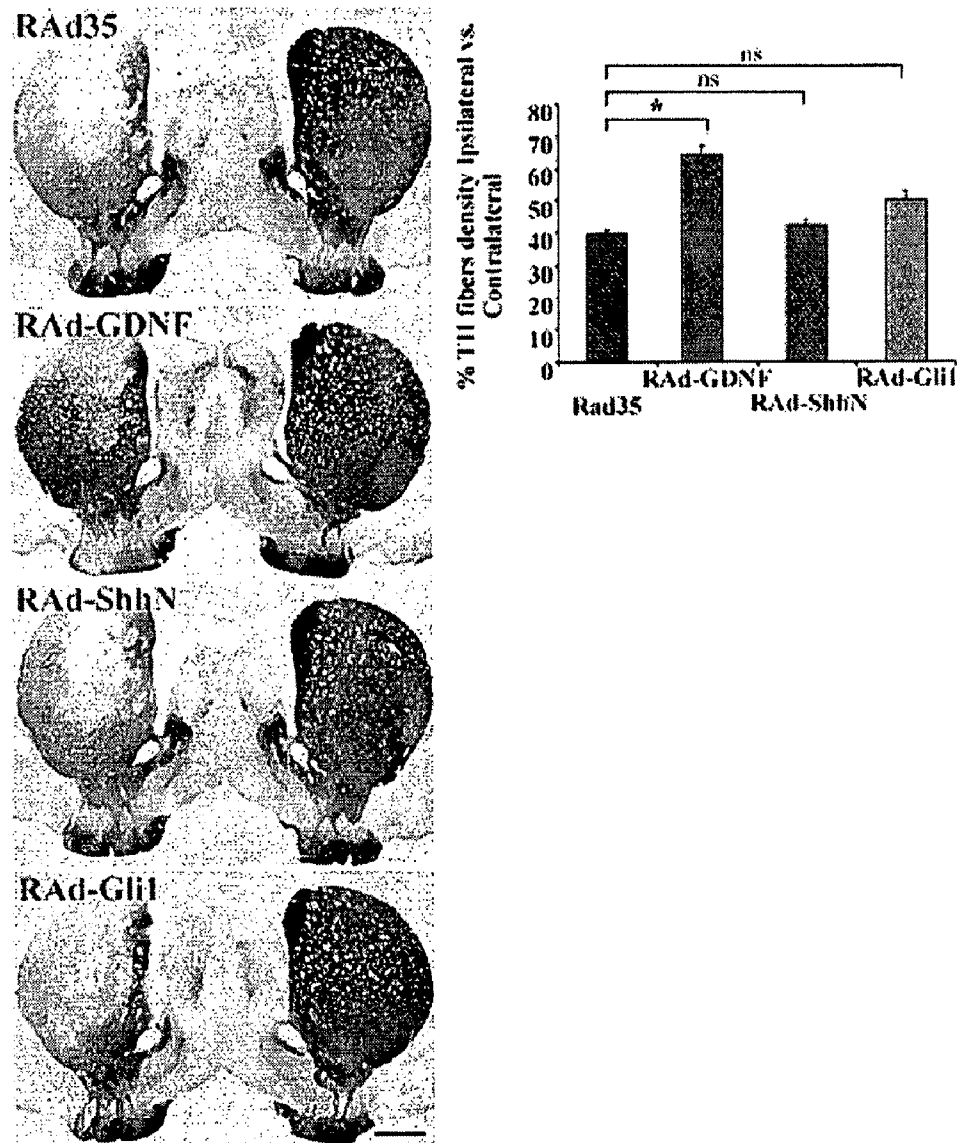 RAd35
RAd-GDNF
RAd-ShhN
RAd-Gli1
ns
ns
*
80
70
60
50
40
30
20
10
0
% TH fibers density Ipsilateral vs.
Contralateral
RAd-GDNF
RAd-Gli1
Rad35
RAd-ShhN